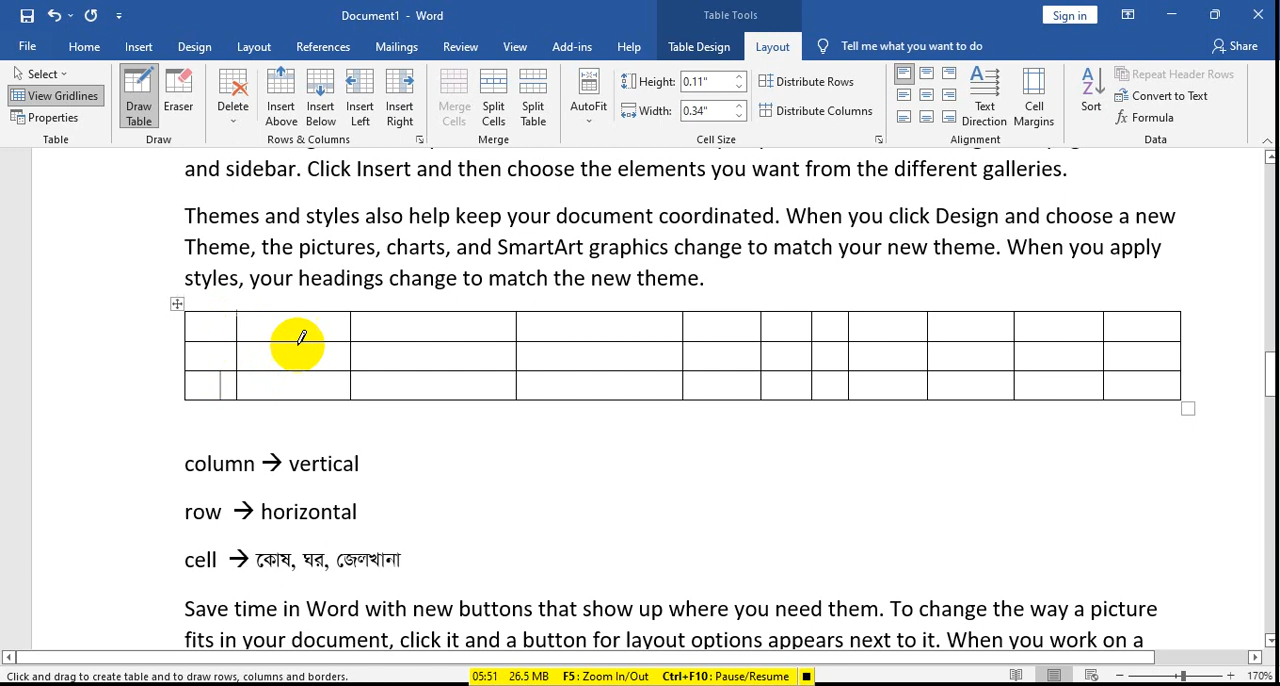 Document1 - Word
Table Tools
Sign in
File Home Insert Design Layout References Mailings Review View Add-ins Help Table Design Layout Tell me what you want to do Share
Select
View Gridlines
Properties
Table
Draw Table
Eraser
Draw
Delete
Insert Above
Insert Below
Insert Left
Insert Right
Rows & Columns
Merge Cells
Split Cells
Split Table
Merge
AutoFit
Height: 0.11"
Width: 0.34"
Distribute Rows
Distribute Columns
Cell Size
Text Direction
Cell Margins
Alignment
Sort
Repeat Header Rows
Convert to Text
Formula
Data
and sidebar. Click Insert and then choose the elements you want from the different galleries.
Themes and styles also help keep your document coordinated. When you click Design and choose a new
Theme, the pictures, charts, and SmartArt graphics change to match your new theme. When you apply
styles, your headings change to match the new theme.
column → vertical
row → horizontal
cell → কোষ, ঘর, জেলখানা
Save time in Word with new buttons that show up where you need them. To change the way a picture
fits in your document, click it and a button for layout options appears next to it. When you work on a
Click and drag to create table and to draw rows, columns and borders.
05:51 26.5 MB F5: Zoom In/Out Ctrl+F10: Pause/Resume
170%